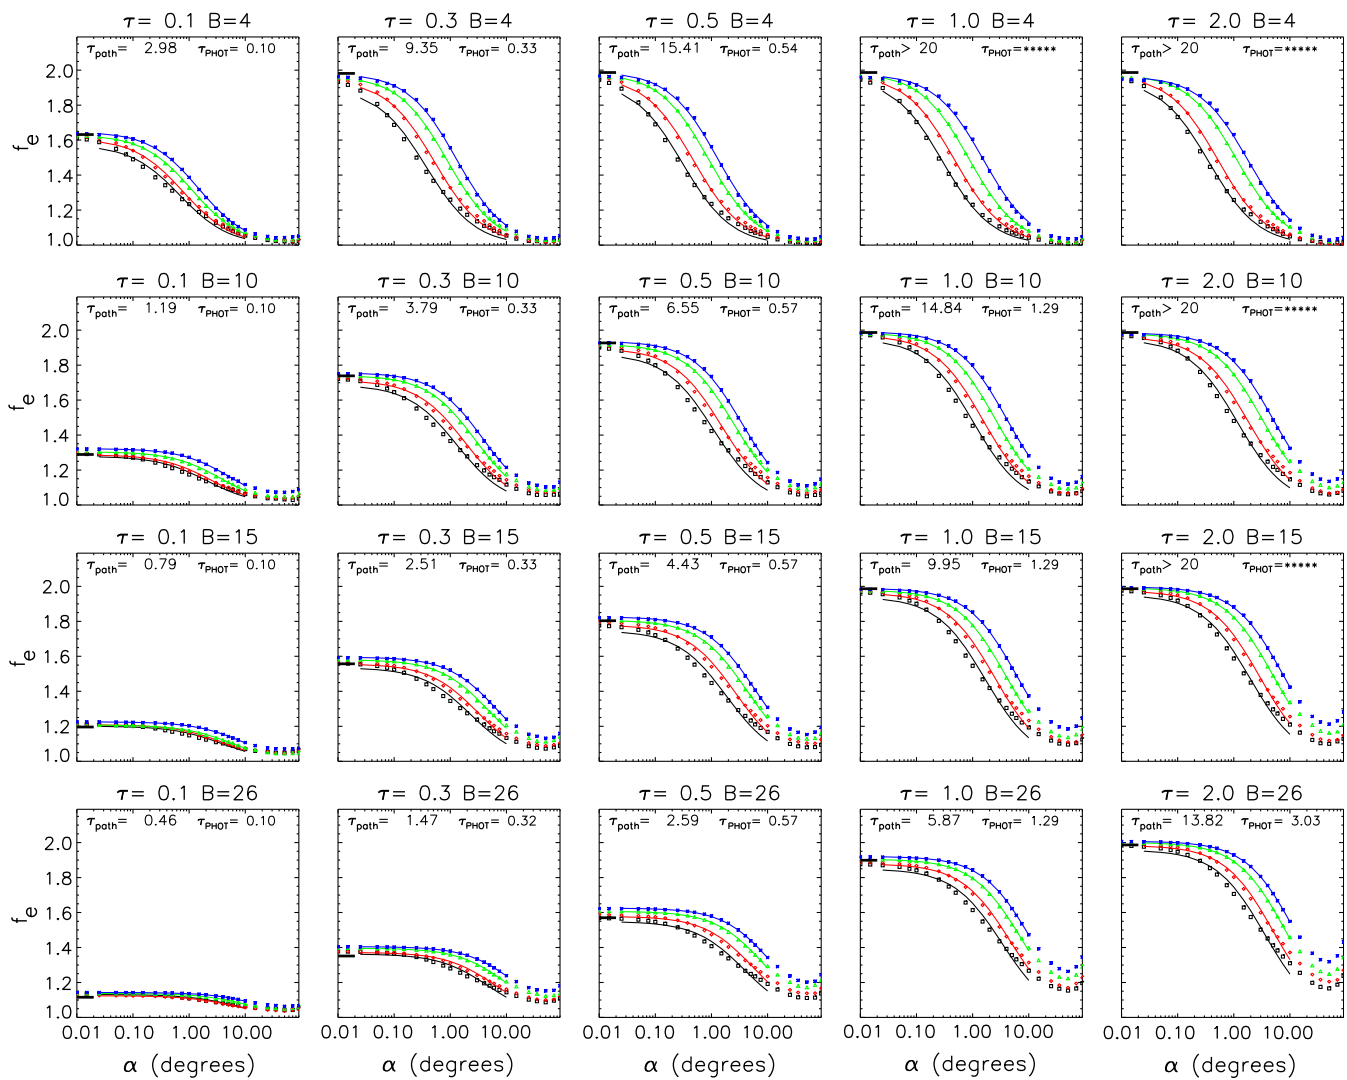 τ= 0.1 B=4
τ= 0.3 B=4
τ= 0.5 B=4
τ= 1.0 B=4
τ= 2.0 B=4
τpath= 2.98 τPHOT= 0.10
τpath= 9.35 τPHOT= 0.33
τpath= 15.41 τPHOT= 0.54
τpath> 20 τPHOT=*****
τpath> 20 τPHOT=*****
2.0
1.8
1.6
1.4
1.2
1.0
fe
τ= 0.1 B=10
τ= 0.3 B=10
τ= 0.5 B=10
τ= 1.0 B=10
τ= 2.0 B=10
τpath= 1.19 τPHOT= 0.10
τpath= 3.79 τPHOT= 0.33
τpath= 6.55 τPHOT= 0.57
τpath= 14.84 τPHOT= 1.29
τpath> 20 τPHOT=*****
2.0
1.8
1.6
1.4
1.2
1.0
fe
τ= 0.1 B=15
τ= 0.3 B=15
τ= 0.5 B=15
τ= 1.0 B=15
τ= 2.0 B=15
τpath= 0.79 τPHOT= 0.10
τpath= 2.51 τPHOT= 0.33
τpath= 4.43 τPHOT= 0.57
τpath= 9.95 τPHOT= 1.29
τpath> 20 τPHOT=*****
2.0
1.8
1.6
1.4
1.2
1.0
fe
τ= 0.1 B=26
τ= 0.3 B=26
τ= 0.5 B=26
τ= 1.0 B=26
τ= 2.0 B=26
τpath= 0.46 τPHOT= 0.10
τpath= 1.47 τPHOT= 0.32
τpath= 2.59 τPHOT= 0.57
τpath= 5.87 τPHOT= 1.29
τpath= 13.82 τPHOT= 3.03
2.0
1.8
1.6
1.4
1.2
1.0
fe
0.01 0.10 1.00 10.00
0.01 0.10 1.00 10.00
0.01 0.10 1.00 10.00
0.01 0.10 1.00 10.00
0.01 0.10 1.00 10.00
α (degrees)
α (degrees)
α (degrees)
α (degrees)
α (degrees)